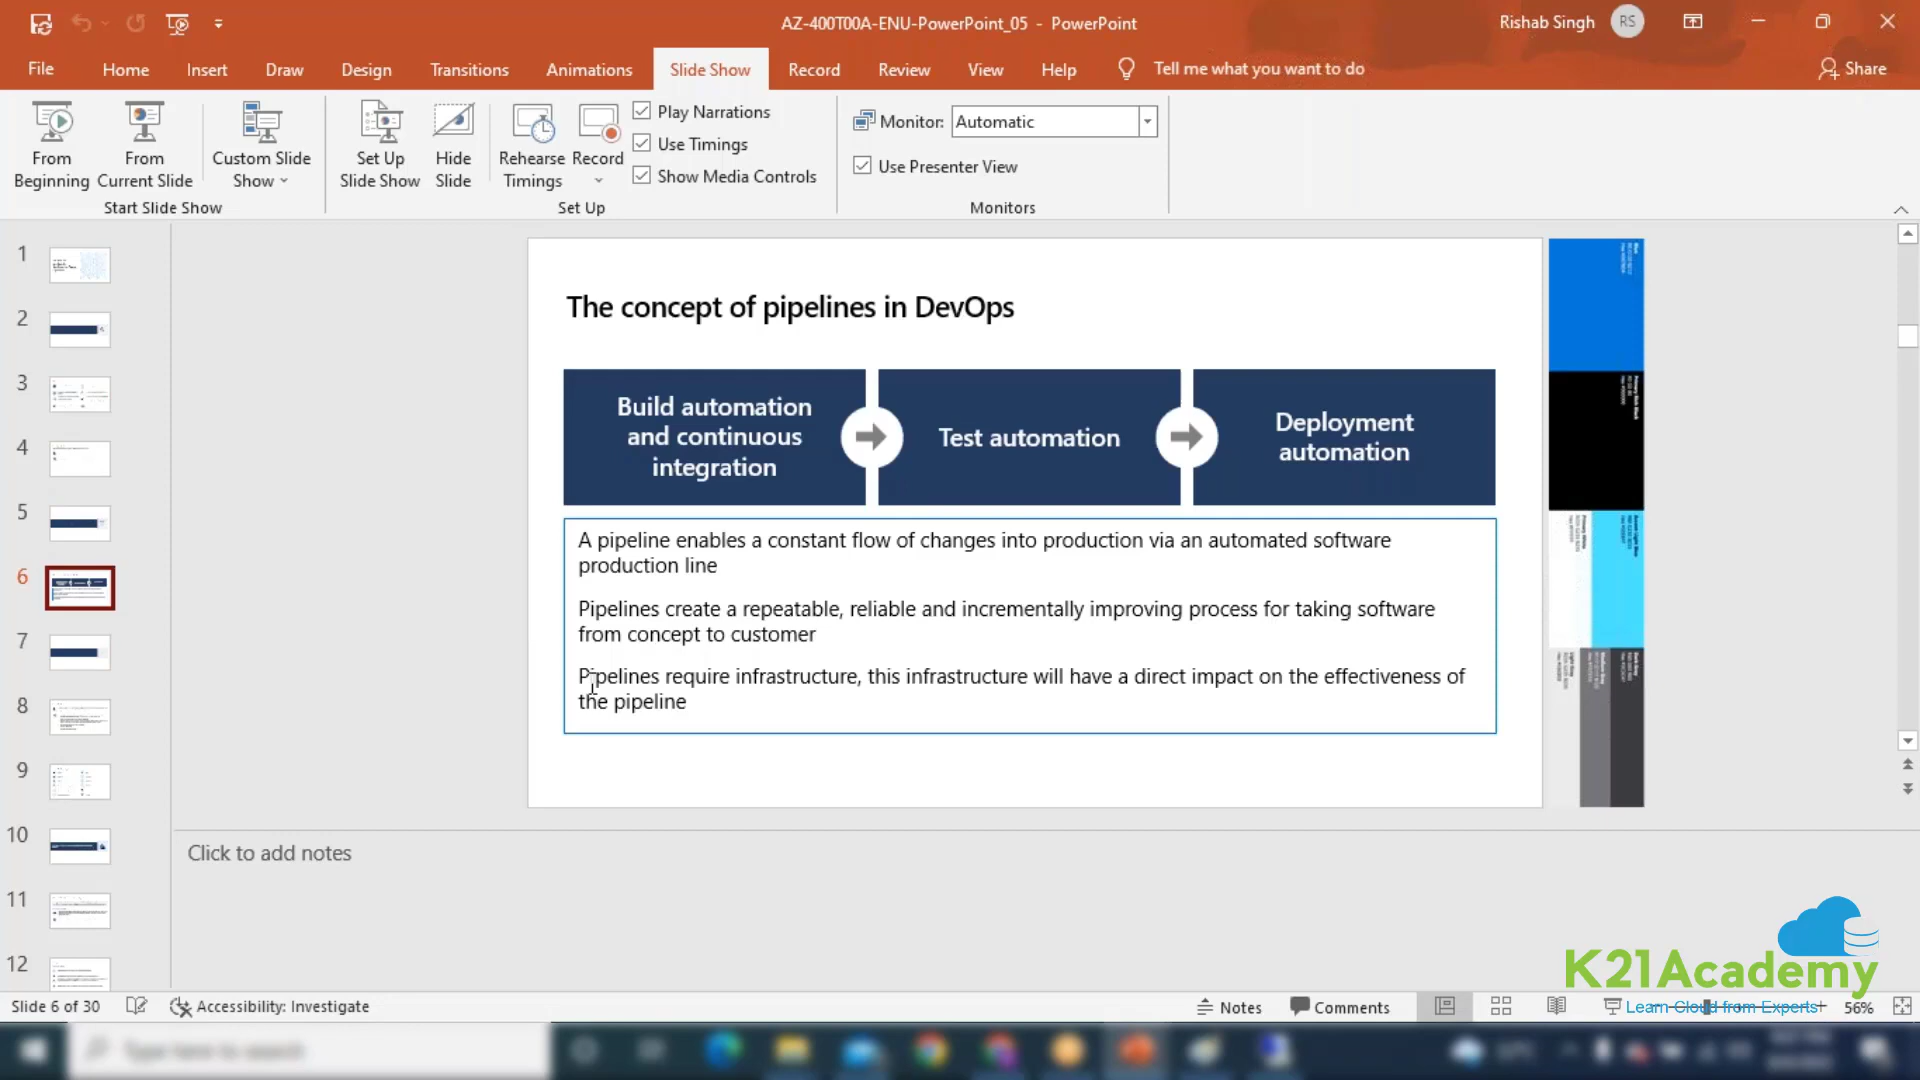 AZ-400T00A-ENU-PowerPoint_05 - PowerPoint
Rishab Singh
RS
File
Home
Insert
Draw
Design
Transitions
Animations
Slide Show
Record
Review
View
Help
Tell me what you want to do
Share
From Beginning
From Current Slide
Custom Slide Show
Start Slide Show
Set Up Slide Show
Hide Slide
Rehearse Timings
Record
Play Narrations
Use Timings
Show Media Controls
Set Up
Monitor: Automatic
Use Presenter View
Monitors
1
2
3
4
5
6
7
8
9
10
11
12
The concept of pipelines in DevOps
Build automation
and continuous
integration
Test automation
Deployment
automation
A pipeline enables a constant flow of changes into production via an automated software
production line
Pipelines create a repeatable, reliable and incrementally improving process for taking software
from concept to customer
Pipelines require infrastructure, this infrastructure will have a direct impact on the effectiveness of
the pipeline
Click to add notes
K21Academy
Learn Cloud from Experts
Slide 6 of 30
Accessibility: Investigate
Notes
Comments
56%
Type here to search